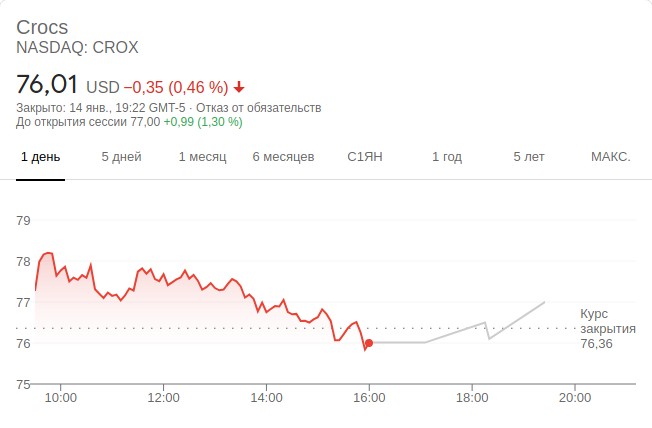 Crocs
NASDAQ: CROX
76,01 USD −0,35 (0,46 %)
Закрыто: 14 янв., 19:22 GMT-5 · Отказ от обязательств
До открытия сессии 77,00 +0,99 (1,30 %)
1 день 5 дней 1 месяц 6 месяцев С1ЯН 1 год 5 лет МАКС.
79
78
77
Курс
закрытия
76,36
76
75
10:00 12:00 14:00 16:00 18:00 20:00